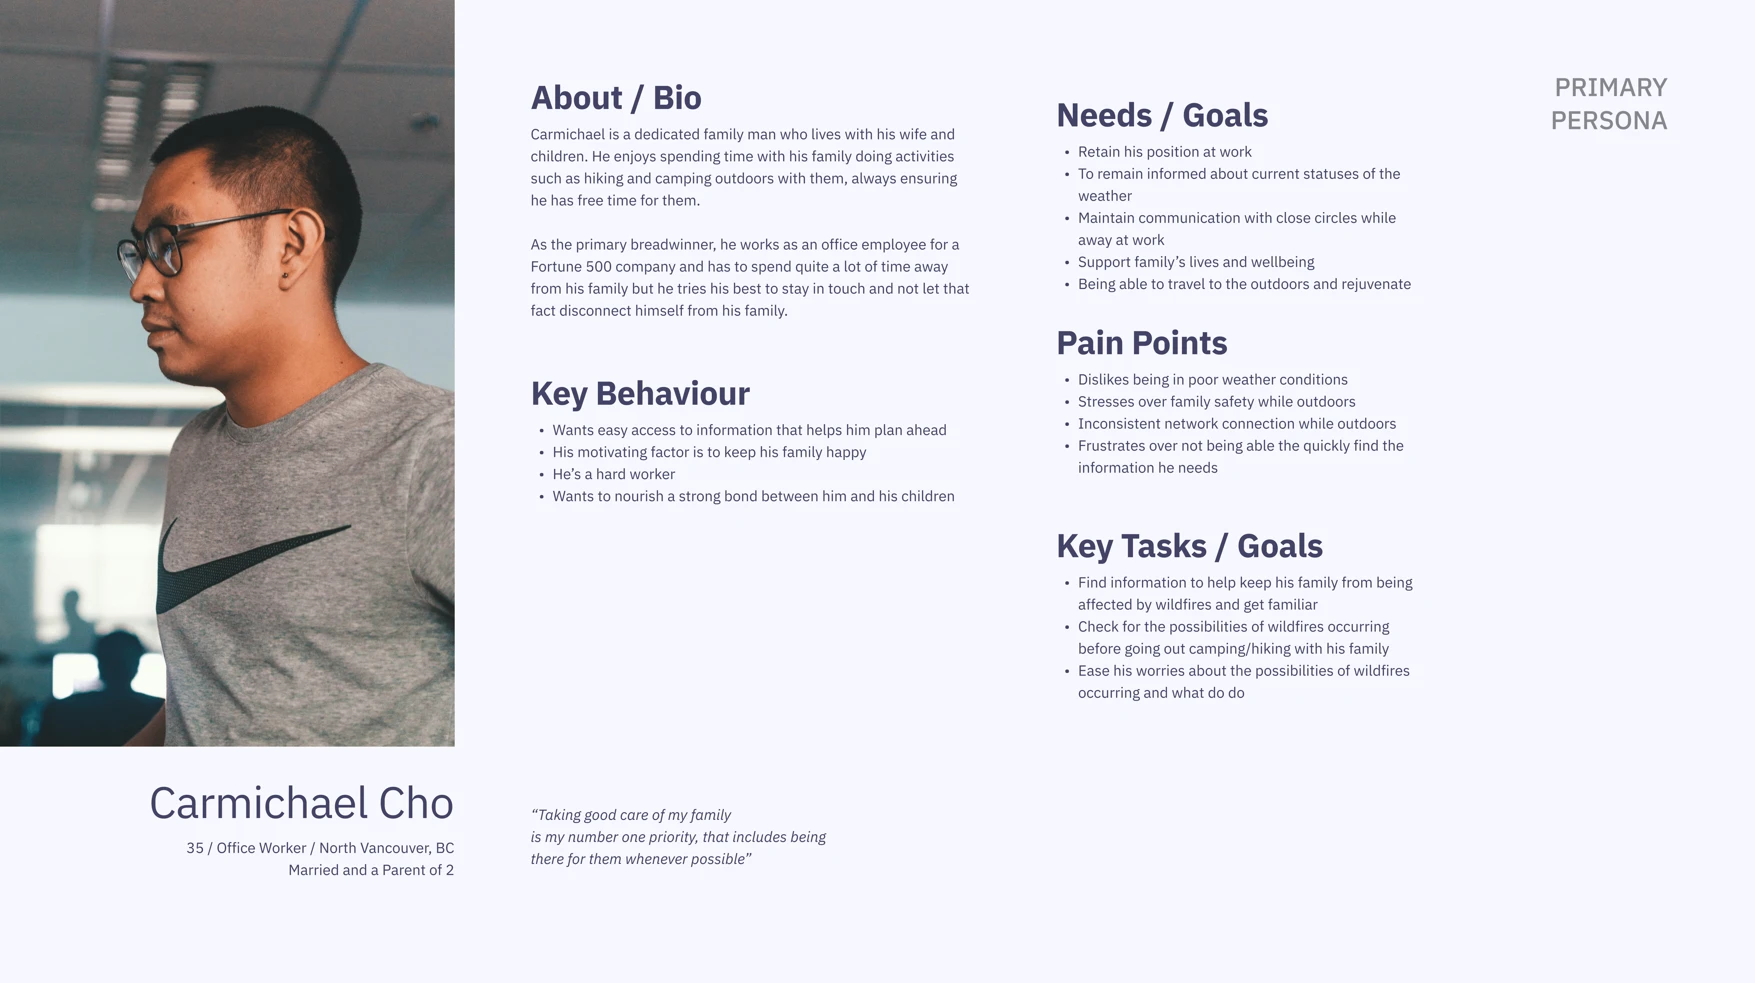 About / Bio
Carmichael is a dedicated family man who lives with his wife and
children. He enjoys spending time with his family doing activities
such as hiking and camping outdoors with them, always ensuring
he has free time for them.
As the primary breadwinner, he works as an office employee for a
Fortune 500 company and has to spend quite a lot of time away
from his family but he tries his best to stay in touch and not let that
fact disconnect himself from his family.
Key Behaviour
• Wants easy access to information that helps him plan ahead
• His motivating factor is to keep his family happy
• He’s a hard worker
• Wants to nourish a strong bond between him and his children
Needs / Goals
• Retain his position at work
• To remain informed about current statuses of the
weather
• Maintain communication with close circles while
away at work
• Support family’s lives and wellbeing
• Being able to travel to the outdoors and rejuvenate
Pain Points
• Dislikes being in poor weather conditions
• Stresses over family safety while outdoors
• Inconsistent network connection while outdoors
• Frustrates over not being able the quickly find the
information he needs
Key Tasks / Goals
• Find information to help keep his family from being
affected by wildfires and get familiar
• Check for the possibilities of wildfires occurring
before going out camping/hiking with his family
• Ease his worries about the possibilities of wildfires
occurring and what do do
PRIMARY
PERSONA
Carmichael Cho
35 / Office Worker / North Vancouver, BC
Married and a Parent of 2
“Taking good care of my family
is my number one priority, that includes being
there for them whenever possible”